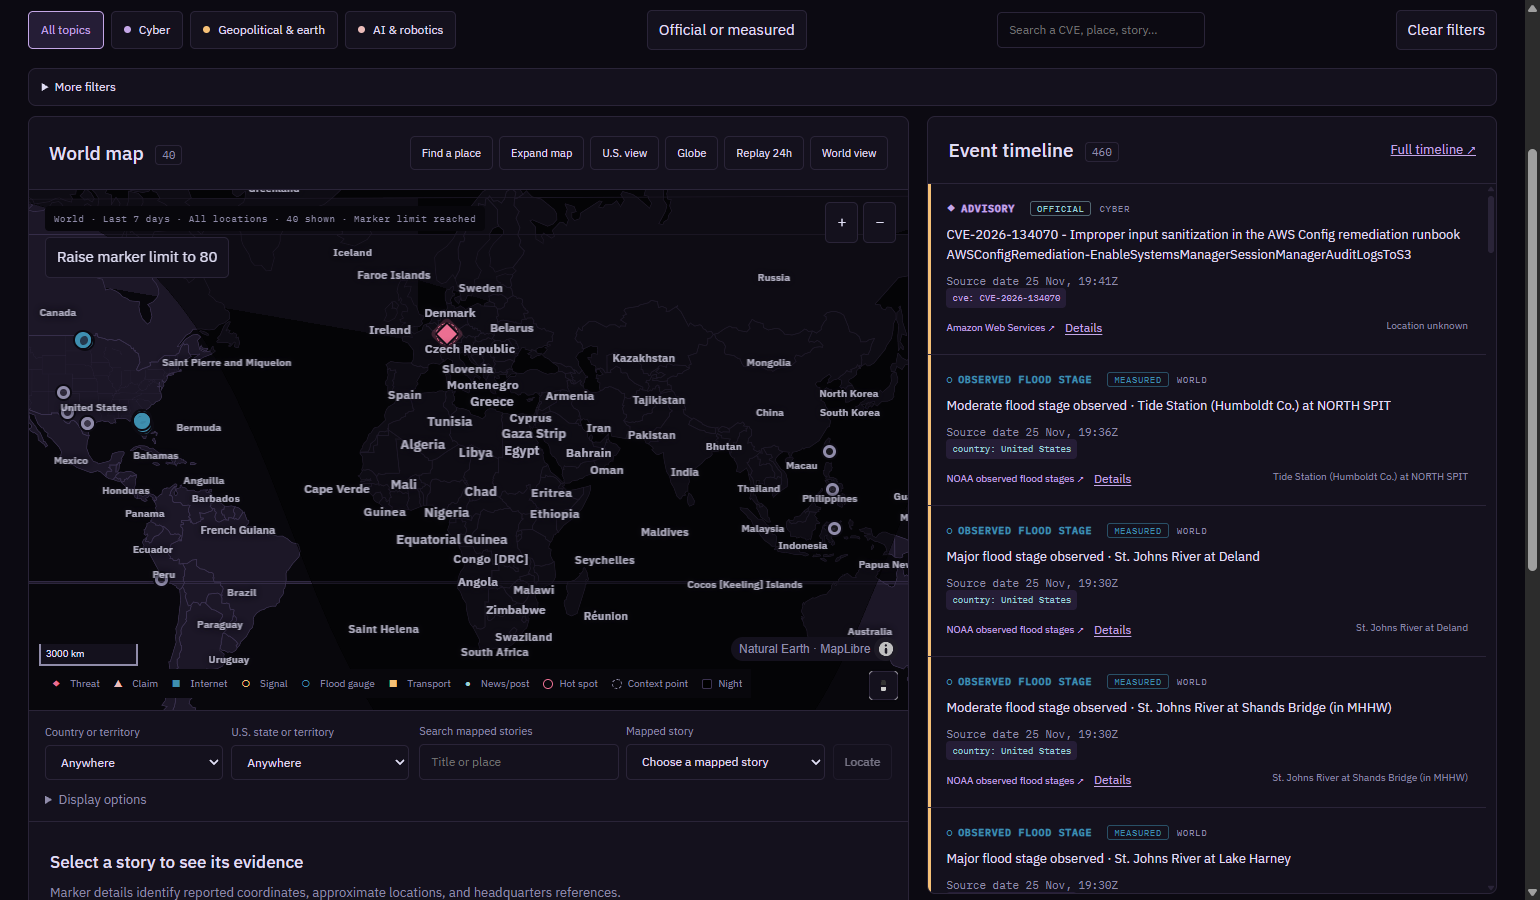 All topics
Cyber
Geopolitical & earth
AI & robotics
Official or measured
Search a CVE, place, story...
Clear filters
More filters
World map 40
Find a place
Expand map
U.S. view
Globe
Replay 24h
World view
World · Last 7 days · All locations · 40 shown · Marker limit reached
Raise marker limit to 80
+
−
Iceland
Faroe Islands
Russia
Sweden
Canada
Denmark
Ireland
Belarus
Czech Republic
Kazakhstan
Mongolia
Saint Pierre and Miquelon
Slovenia
Montenegro
Spain
Greece
Armenia
Tajikistan
North Korea
United States
China
South Korea
Tunisia
Cyprus
Bermuda
Gaza Strip
Iran
Pakistan
Algeria
Libya
Egypt
Bahrain
Bhutan
Mexico
Bahamas
Macau
Oman
India
Anguilla
Honduras
Cape Verde
Mali
Chad
Eritrea
Thailand
Philippines
Barbados
Panama
Guinea
Nigeria
Ethiopia
French Guiana
Maldives
Malaysia
Equatorial Guinea
Indonesia
Ecuador
Congo [DRC]
Seychelles
Papua New
Peru
Angola
Malawi
Cocos [Keeling] Islands
Brazil
Zimbabwe
Réunion
Paraguay
Saint Helena
Swaziland
Australia
South Africa
Uruguay
3000 km
Natural Earth · MapLibre
Threat
Claim
Internet
Signal
Flood gauge
Transport
News/post
Hot spot
Context point
Night
Country or territory
U.S. state or territory
Search mapped stories
Mapped story
Anywhere
Anywhere
Title or place
Choose a mapped story
Locate
Display options
Select a story to see its evidence
Marker details identify reported coordinates, approximate locations, and headquarters references.
Event timeline 460
Full timeline ↗
ADVISORY OFFICIAL CYBER
CVE-2026-134070 - Improper input sanitization in the AWS Config remediation runbook
AWSConfigRemediation-EnableSystemsManagerSessionManagerAuditLogsToS3
Source date 25 Nov, 19:41Z
cve: CVE-2026-134070
Amazon Web Services ↗ Details Location unknown
OBSERVED FLOOD STAGE MEASURED WORLD
Moderate flood stage observed · Tide Station (Humboldt Co.) at NORTH SPIT
Source date 25 Nov, 19:36Z
country: United States
NOAA observed flood stages ↗ Details Tide Station (Humboldt Co.) at NORTH SPIT
OBSERVED FLOOD STAGE MEASURED WORLD
Major flood stage observed · St. Johns River at Deland
Source date 25 Nov, 19:30Z
country: United States
NOAA observed flood stages ↗ Details St. Johns River at Deland
OBSERVED FLOOD STAGE MEASURED WORLD
Moderate flood stage observed · St. Johns River at Shands Bridge (in MHHW)
Source date 25 Nov, 19:30Z
country: United States
NOAA observed flood stages ↗ Details St. Johns River at Shands Bridge (in MHHW)
OBSERVED FLOOD STAGE MEASURED WORLD
Major flood stage observed · St. Johns River at Lake Harney
Source date 25 Nov, 19:30Z